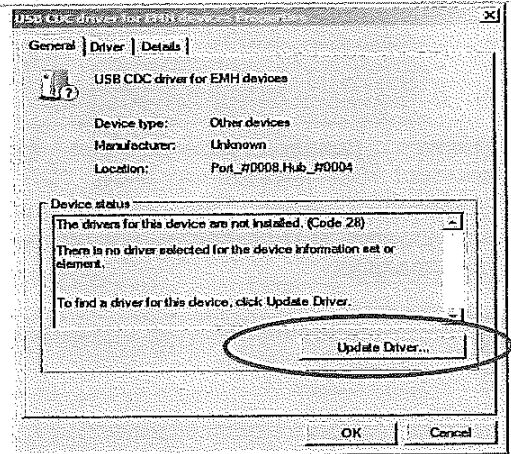 USB CDC driver for EMH devices Properties
General Driver Details
USB CDC driver for EMH devices
Device type: Other devices
Manufacturer: Unknown
Location: Port_#0008.Hub_#0004
Device status
The drivers for this device are not installed. (Code 28)
There is no driver selected for the device information set or
element.
To find a driver for this device, click Update Driver.
Update Driver...
OK Cancel